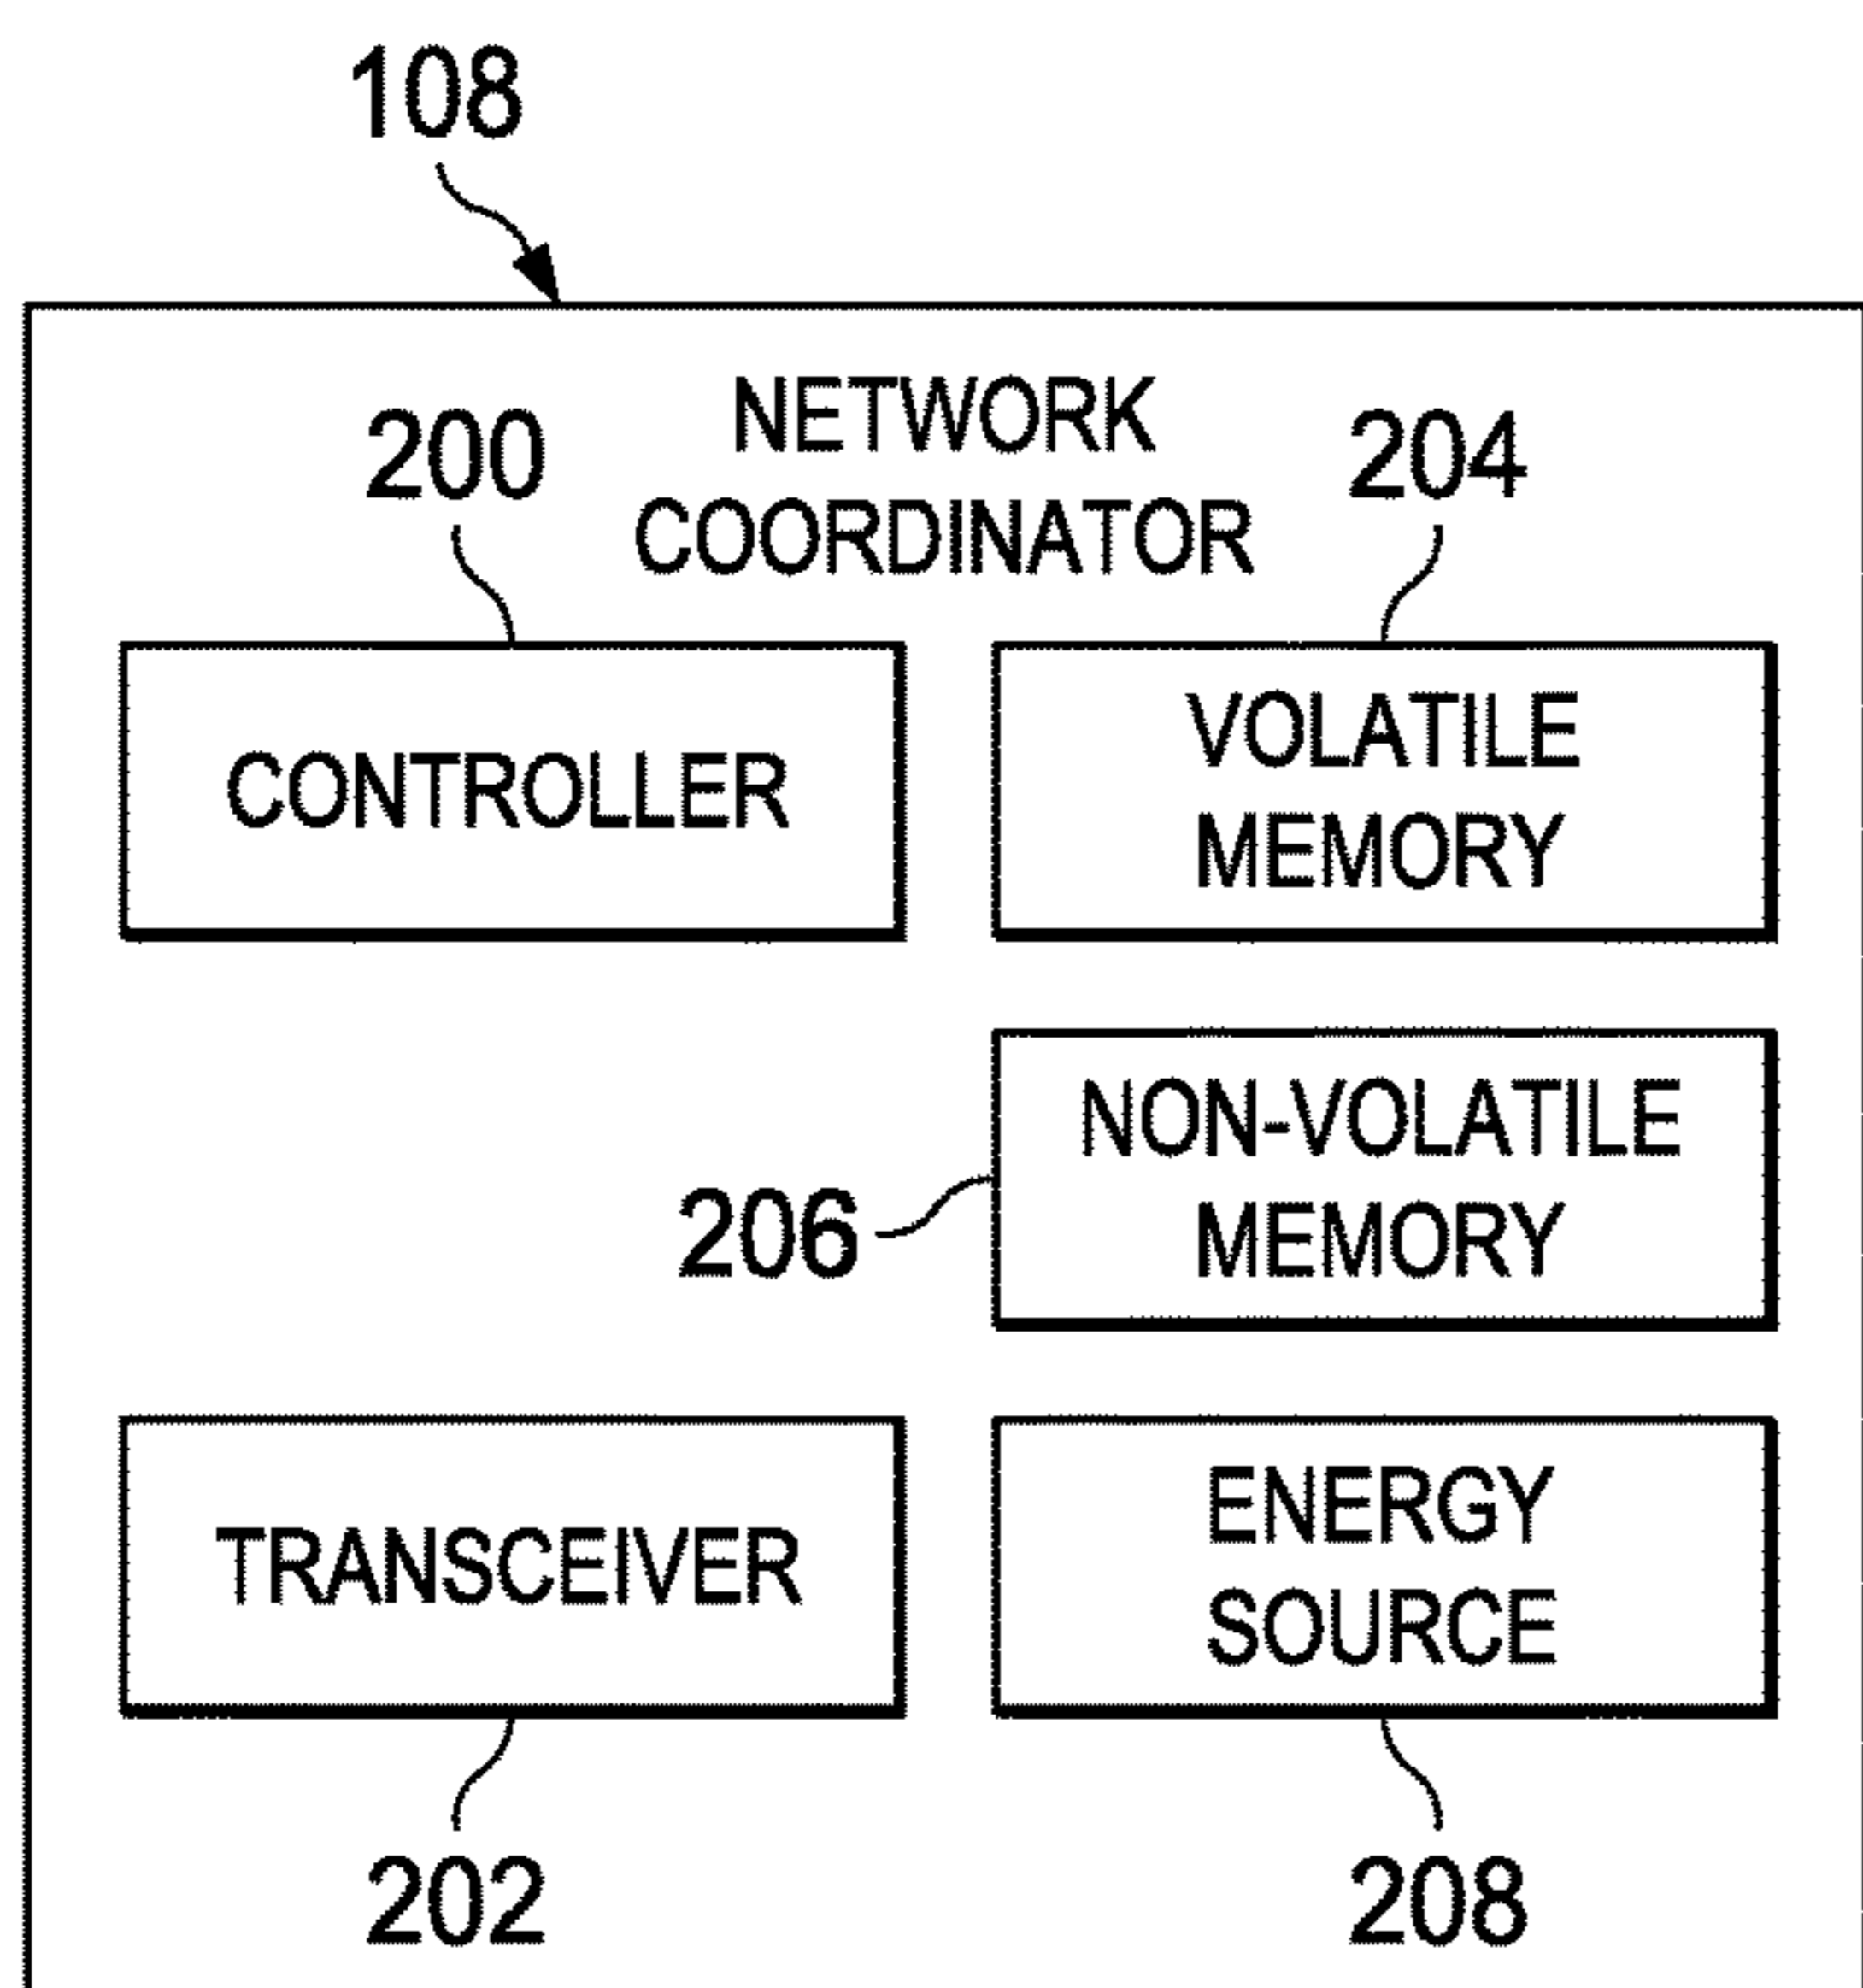 108
NETWORK
COORDINATOR
200
204
CONTROLLER
VOLATILE
MEMORY
NON-VOLATILE
MEMORY
206
TRANSCEIVER
ENERGY
SOURCE
202
208